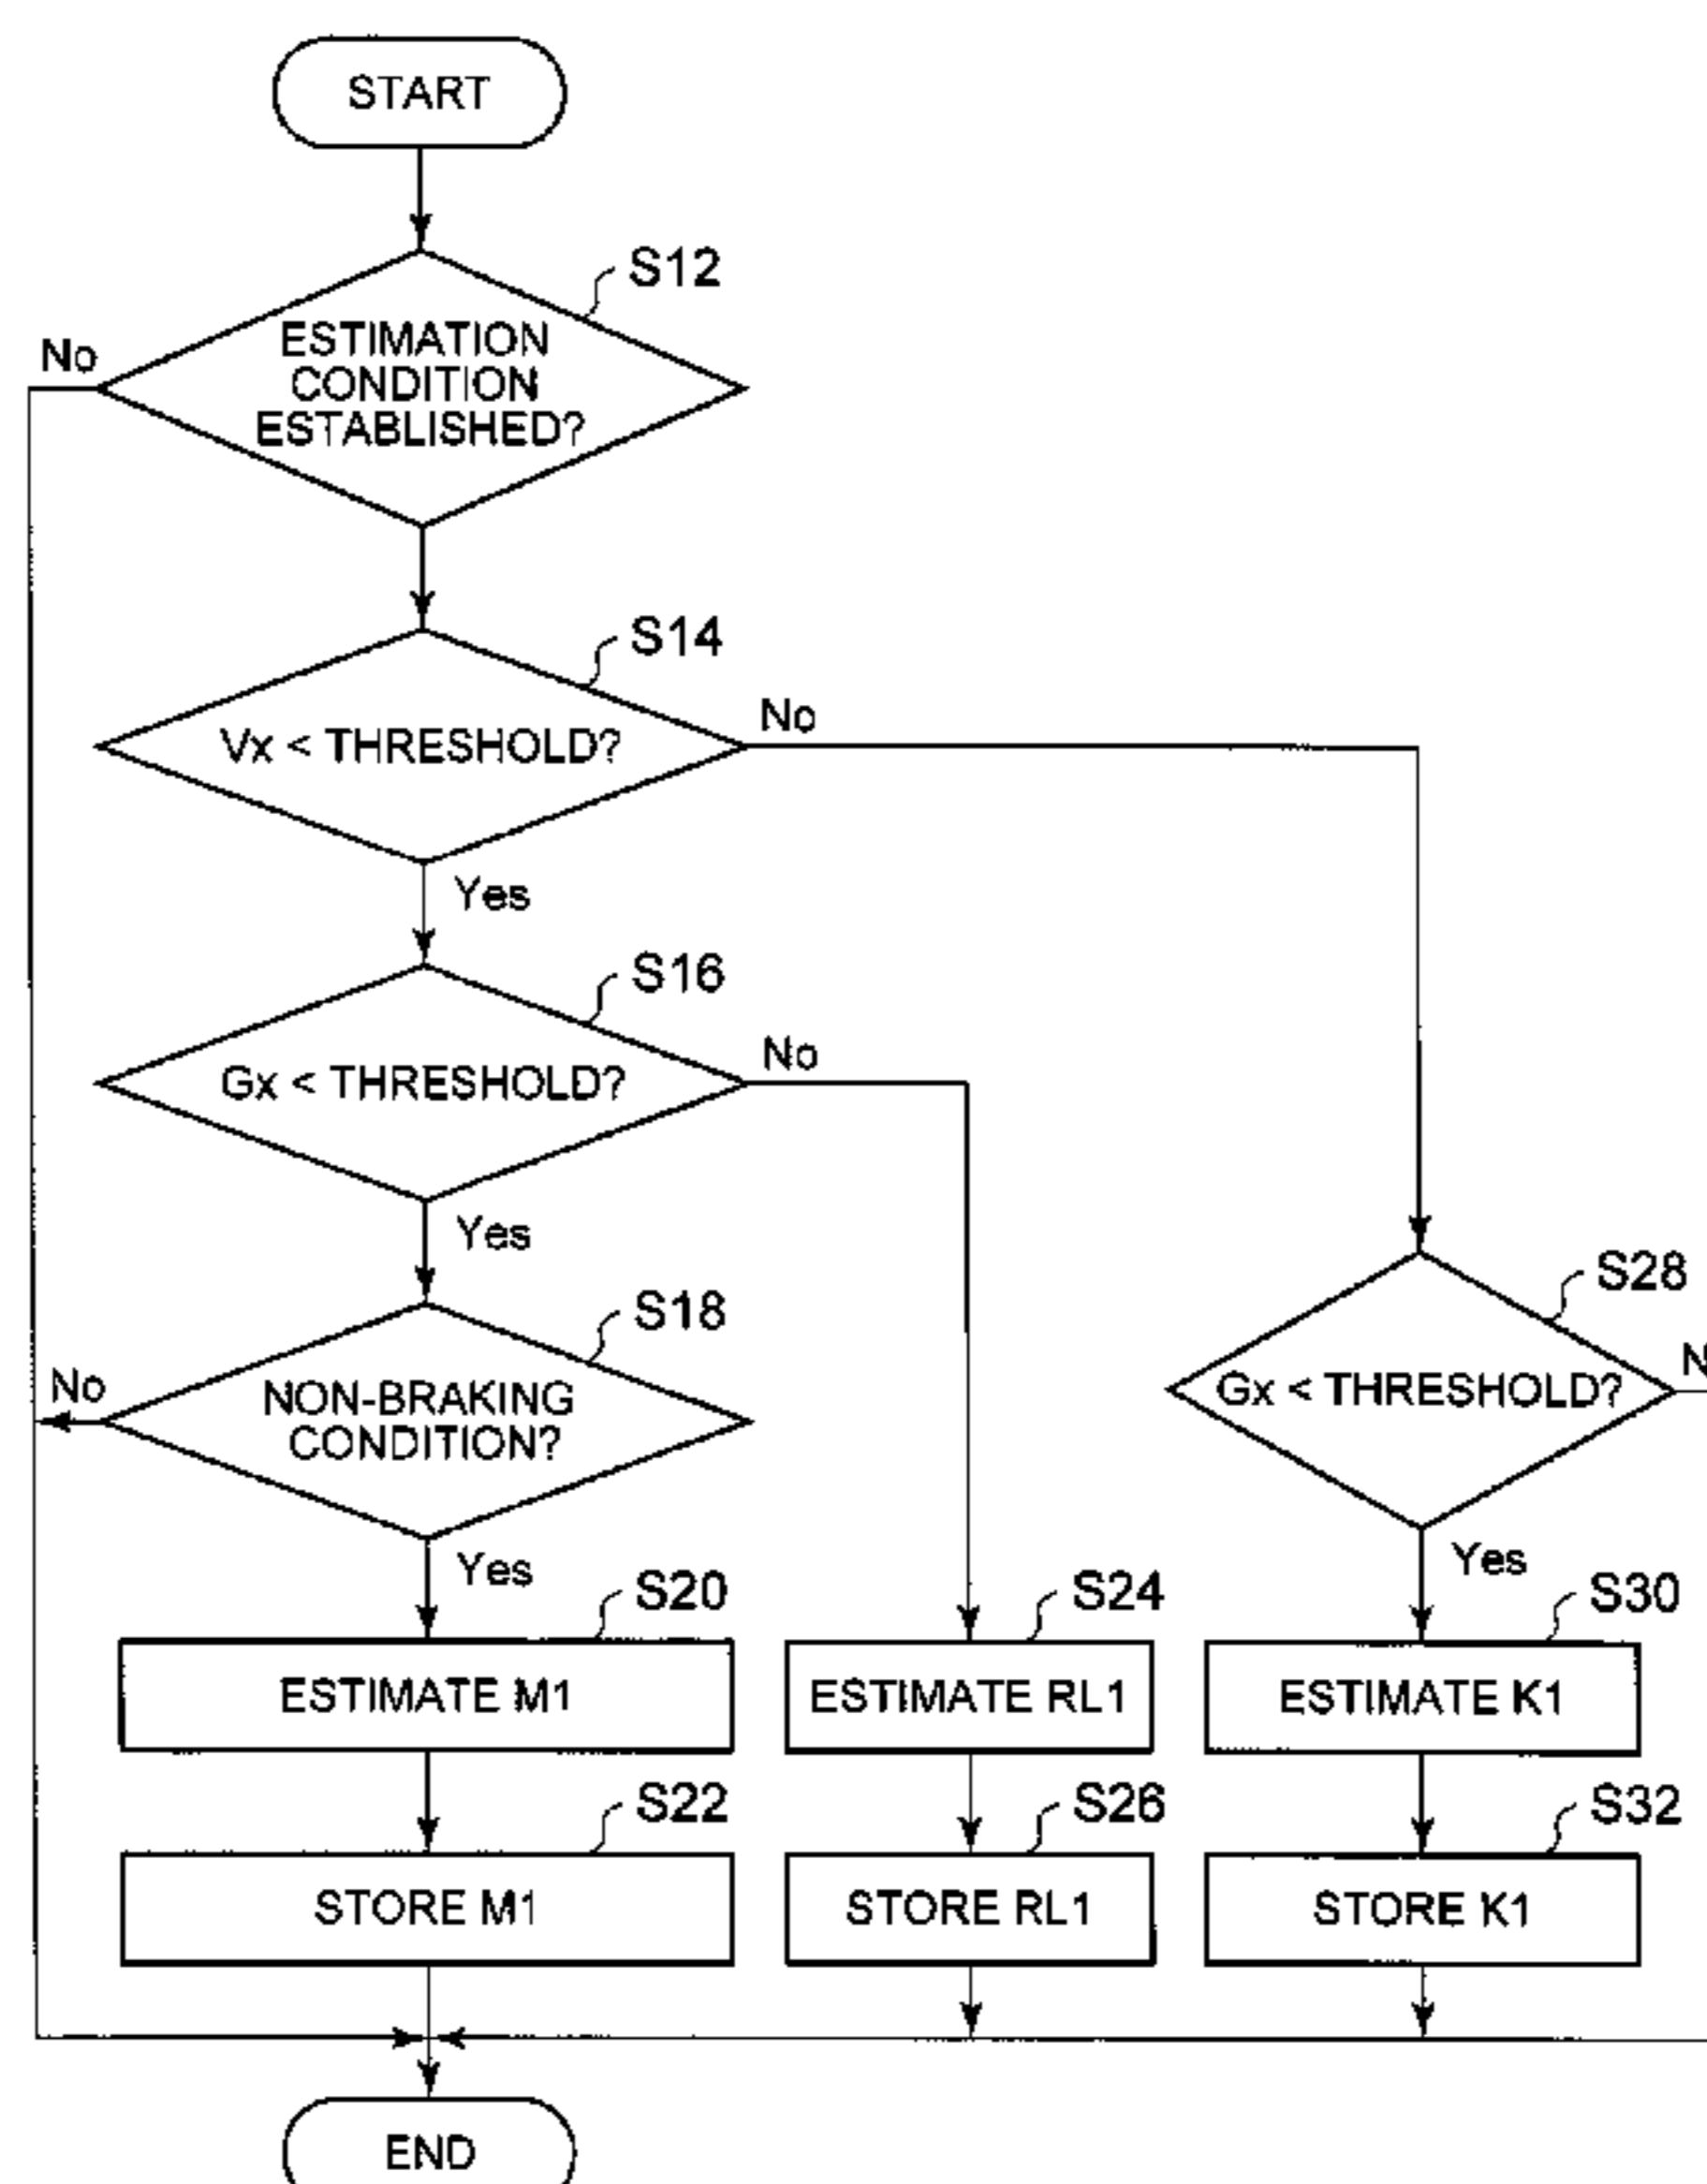 START
S12
No
ESTIMATION
CONDITION
ESTABLISHED?
S14
No
Vx < THRESHOLD?
Yes
S16
No
Gx < THRESHOLD?
Yes
S18
No
NON-BRAKING
CONDITION?
Yes
S28
Gx < THRESHOLD?
Yes
S20
S24
S30
ESTIMATE M1
ESTIMATE RL1
ESTIMATE K1
S22
S26
S32
STORE M1
STORE RL1
STORE K1
END